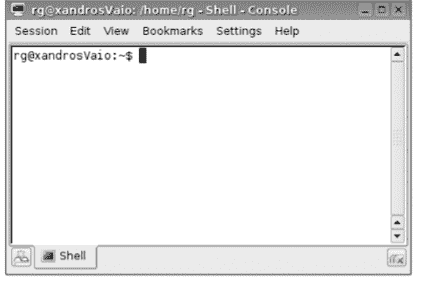 rg@xandrosVaio: /home/rg - Shell - Console
Session Edit View Bookmarks Settings Help
rg@xandrosVaio:~$
Shell